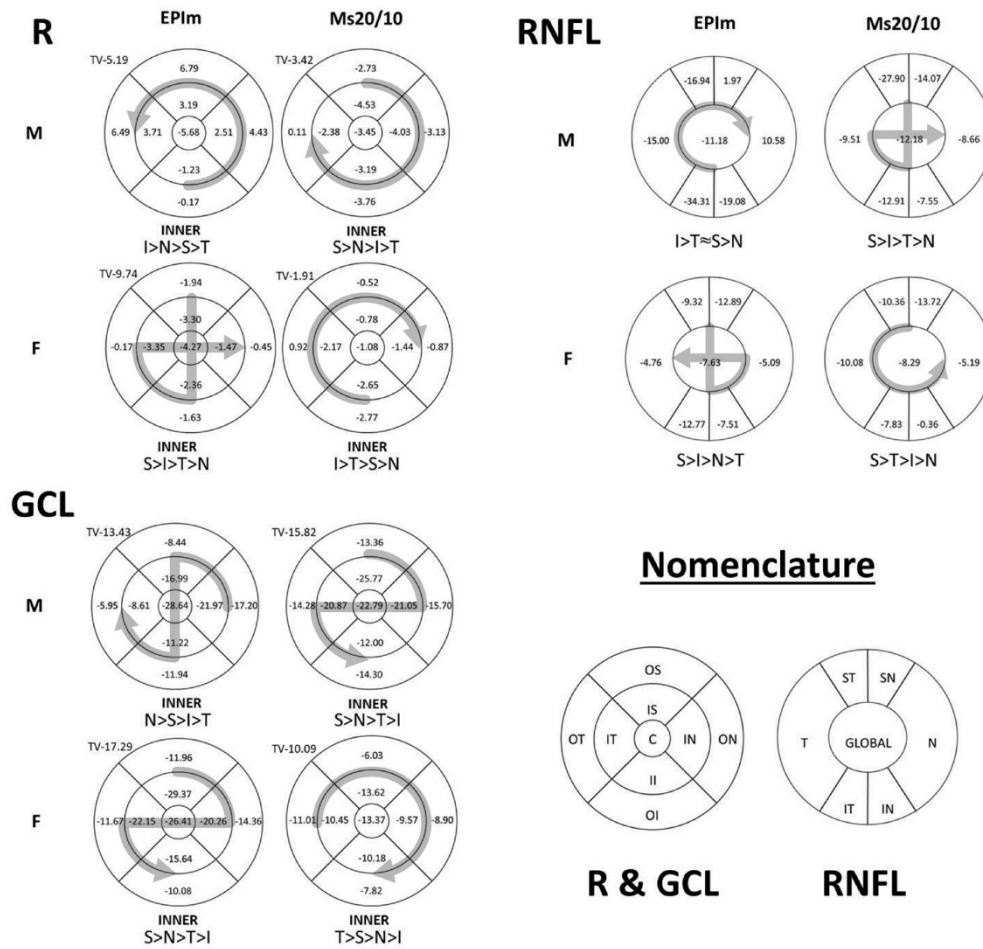 R EPIm Ms20/10
M
TV-5.19
6.79
3.19
6.49 3.71 -5.68 2.51 4.43
-1.23
-0.17
INNER
I>N>S>T
TV-3.42
-2.73
-4.53
0.11 -2.38 -3.45 -4.03 -3.13
-3.19
-3.76
INNER
S>N>I>T
F
TV-9.74
-1.94
-3.30
-0.17 -3.35 -4.27 -1.47 -0.45
-2.36
-1.63
INNER
S>I>T>N
TV-1.91
-0.52
-0.78
0.92 -2.17 -1.08 -1.44 -0.87
-2.65
-2.77
INNER
I>T>S>N
RNFL EPIm Ms20/10
M
-16.94 1.97
-15.00 -11.18 10.58
-34.31 -19.08
I>T≈S>N
-27.90 -14.07
-9.51 -12.18 -8.66
-12.91 -7.55
S>I>T>N
F
-9.32 -12.89
-4.76 -7.63 -5.09
-12.77 -7.51
S>I>N>T
-10.36 -13.72
-10.08 -8.29 -5.19
-7.83 -0.36
S>T>I>N
GCL
M
TV-13.43
-8.44
-16.99
-5.95 -8.61 -28.64 -21.97 -17.20
-11.22
-11.94
INNER
N>S>I>T
TV-15.82
-13.36
-25.77
-14.28 -20.87 -22.79 -21.05 -15.70
-12.00
-14.30
INNER
S>N>T>I
F
TV-17.29
-11.96
-29.37
-11.67 -22.15 -26.41 -20.26 -14.36
-15.64
-10.08
INNER
S>N>T>I
TV-10.09
-6.03
-13.62
-11.01 -10.45 -13.37 -9.57 -8.90
-10.18
-7.82
INNER
T>S>N>I
Nomenclature
OS
IS
OT IT C IN ON
II
OI
R & GCL
ST SN
T GLOBAL N
IT IN
RNFL